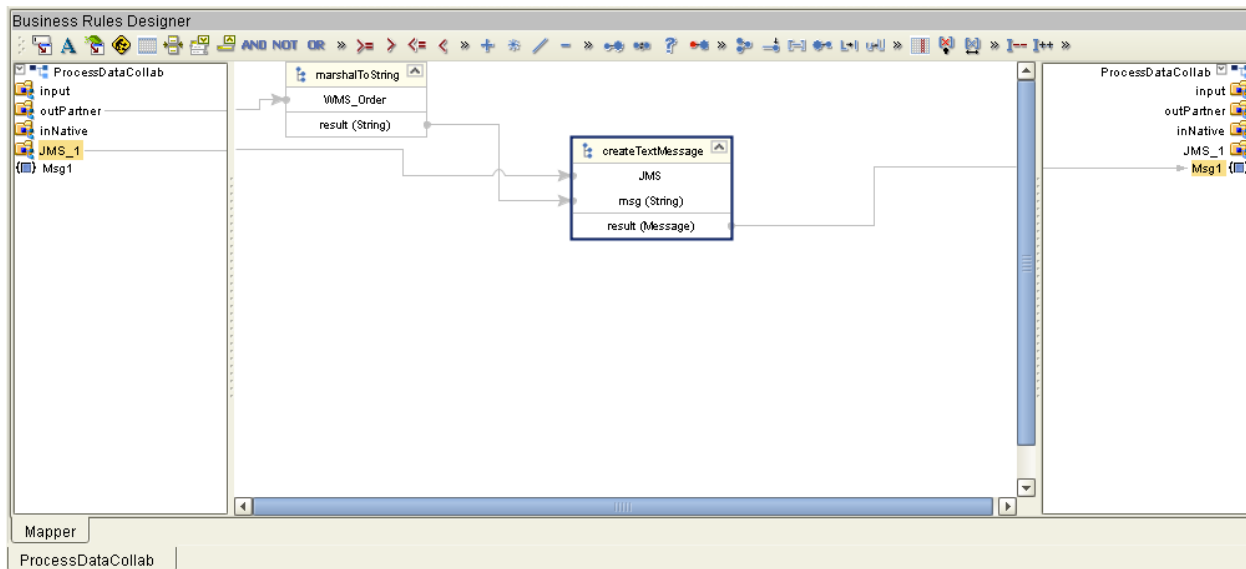 Business Rules Designer
A AND NOT OR » >= > <= < » + * / - » ? » » » ]-- ]++ »
ProcessDataCollab
input
outPartner
inNative
JMS_1
{ } Msg1
marshalToString
WMS_Order
result (String)
createTextMessage
JMS
msg (String)
result (Message)
ProcessDataCollab
input
outPartner
inNative
JMS_1
Msg1 {
Mapper
ProcessDataCollab